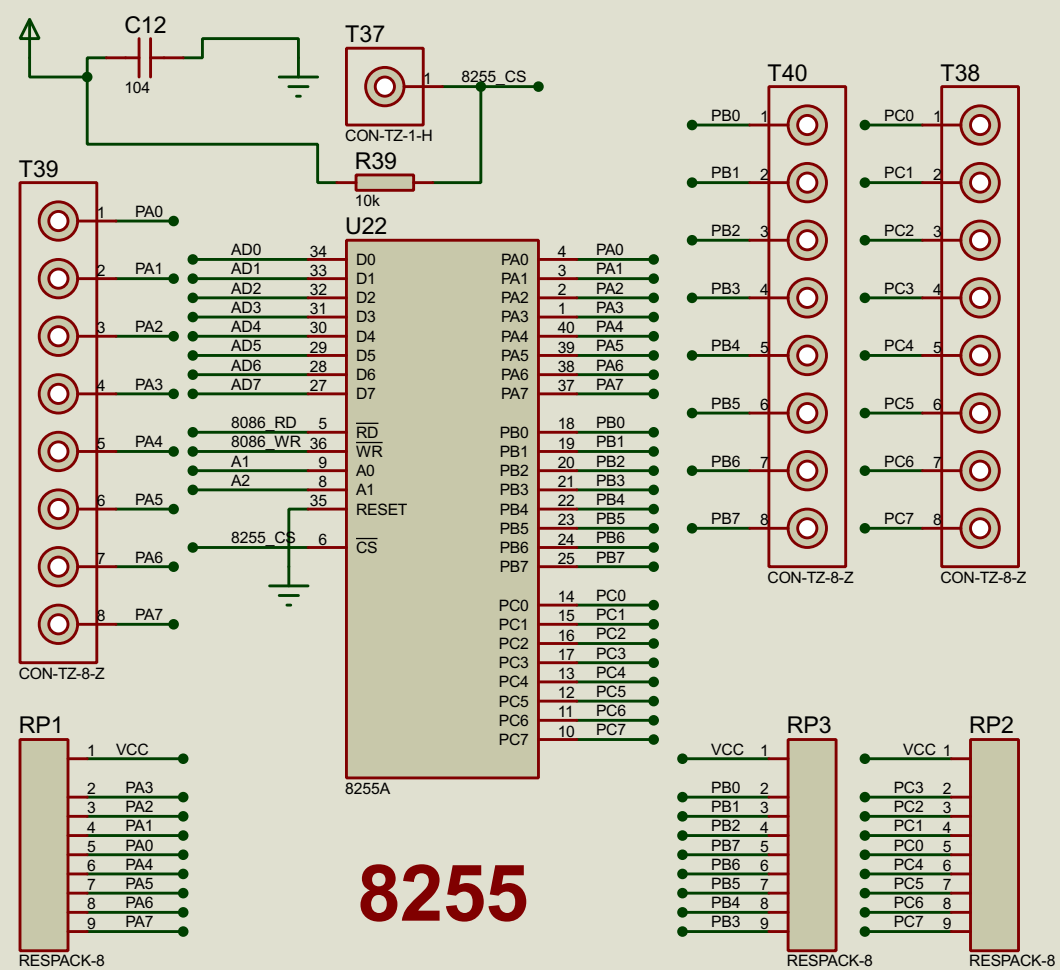 C12
104
T37
1
8255_CS
CON-TZ-1-H
R39
10k
T39
1 PA0
2 PA1
3 PA2
4 PA3
5 PA4
6 PA5
7 PA6
8 PA7
CON-TZ-8-Z
U22
AD0 34 D0
AD1 33 D1
AD2 32 D2
AD3 31 D3
AD4 30 D4
AD5 29 D5
AD6 28 D6
AD7 27 D7
8086_RD 5 RD
8086_WR 36 WR
A1 9 A0
A2 8 A1
35 RESET
8255_CS 6 CS
PA0 4 PA0
PA1 3 PA1
PA2 2 PA2
PA3 1 PA3
PA4 40 PA4
PA5 39 PA5
PA6 38 PA6
PA7 37 PA7
PB0 18 PB0
PB1 19 PB1
PB2 20 PB2
PB3 21 PB3
PB4 22 PB4
PB5 23 PB5
PB6 24 PB6
PB7 25 PB7
PC0 14 PC0
PC1 15 PC1
PC2 16 PC2
PC3 17 PC3
PC4 13 PC4
PC5 12 PC5
PC6 11 PC6
PC7 10 PC7
8255A
T40
PB0 1
PB1 2
PB2 3
PB3 4
PB4 5
PB5 6
PB6 7
PB7 8
CON-TZ-8-Z
T38
PC0 1
PC1 2
PC2 3
PC3 4
PC4 5
PC5 6
PC6 7
PC7 8
CON-TZ-8-Z
RP1
1 VCC
2 PA3
3 PA2
4 PA1
5 PA0
6 PA4
7 PA5
8 PA6
9 PA7
RESPACK-8
8255
RP3
VCC 1
PB0 2
PB1 3
PB2 4
PB7 5
PB6 6
PB5 7
PB4 8
PB3 9
RESPACK-8
RP2
VCC 1
PC3 2
PC2 3
PC1 4
PC0 5
PC4 6
PC5 7
PC6 8
PC7 9
RESPACK-8